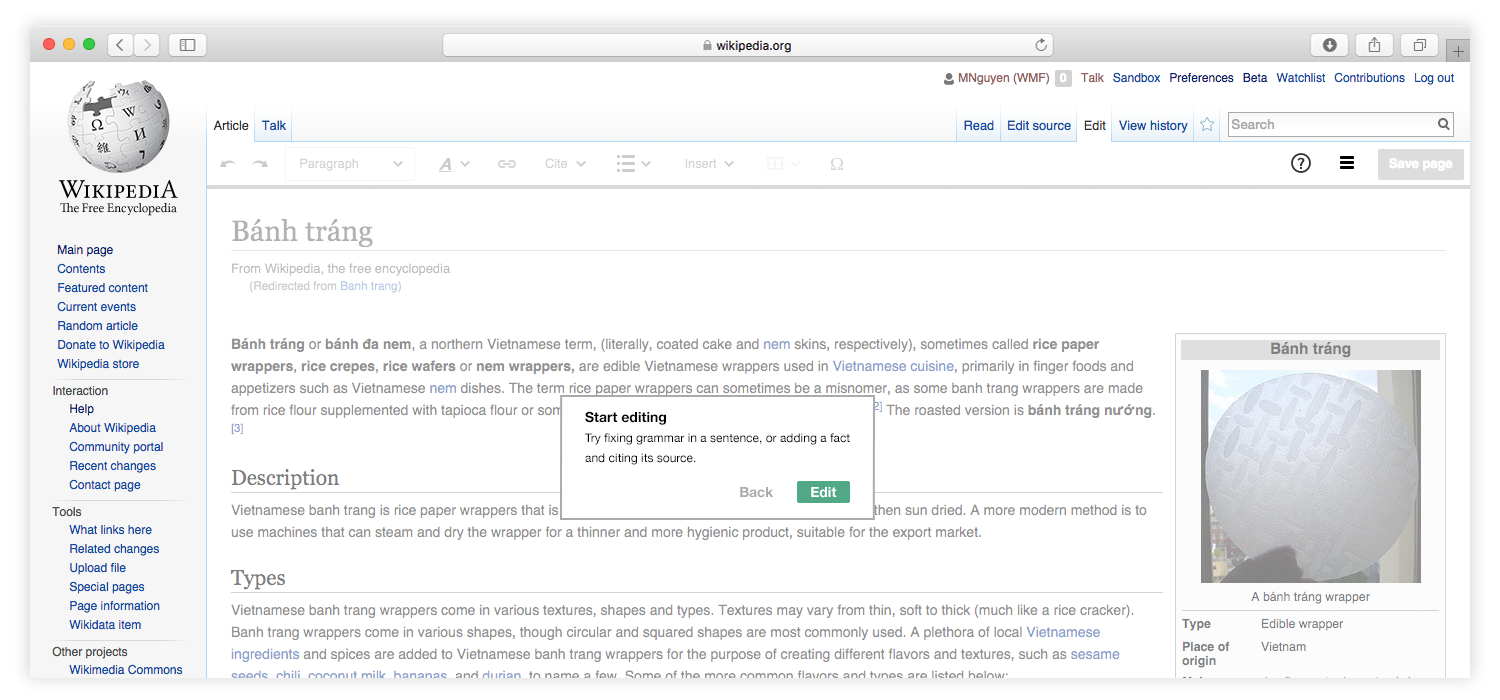 wikipedia.org
MNguyen (WMF) 0 Talk Sandbox Preferences Beta Watchlist Contributions Log out
Article Talk Read Edit source Edit View history Search
Paragraph A Cite Insert Ω ? Save page
WIKIPEDIA
The Free Encyclopedia
Main page
Contents
Featured content
Current events
Random article
Donate to Wikipedia
Wikipedia store
Interaction
Help
About Wikipedia
Community portal
Recent changes
Contact page
Tools
What links here
Related changes
Upload file
Special pages
Page information
Wikidata item
Other projects
Wikimedia Commons
Bánh tráng
From Wikipedia, the free encyclopedia
(Redirected from Banh trang)
Bánh tráng or bánh đa nem, a northern Vietnamese term, (literally, coated cake and nem skins, respectively), sometimes called rice paper
wrappers, rice crepes, rice wafers or nem wrappers, are edible Vietnamese wrappers used in Vietnamese cuisine, primarily in finger foods and
appetizers such as Vietnamese nem dishes. The term rice paper wrappers can sometimes be a misnomer, as some banh trang wrappers are made
from rice flour supplemented with tapioca flour or som 2] The roasted version is bánh tráng nướng.
[3]
Start editing
Try fixing grammar in a sentence, or adding a fact
and citing its source.
Back Edit
Description
Vietnamese banh trang is rice paper wrappers that is then sun dried. A more modern method is to
use machines that can steam and dry the wrapper for a thinner and more hygienic product, suitable for the export market.
Types
Vietnamese banh trang wrappers come in various textures, shapes and types. Textures may vary from thin, soft to thick (much like a rice cracker).
Banh trang wrappers come in various shapes, though circular and squared shapes are most commonly used. A plethora of local Vietnamese
ingredients and spices are added to Vietnamese banh trang wrappers for the purpose of creating different flavors and textures, such as sesame
seeds, chili, coconut milk, bananas, and durian, to name a few. Some of the more common flavors and types are listed below:
Bánh tráng
A bánh tráng wrapper
Type Edible wrapper
Place of Vietnam
origin